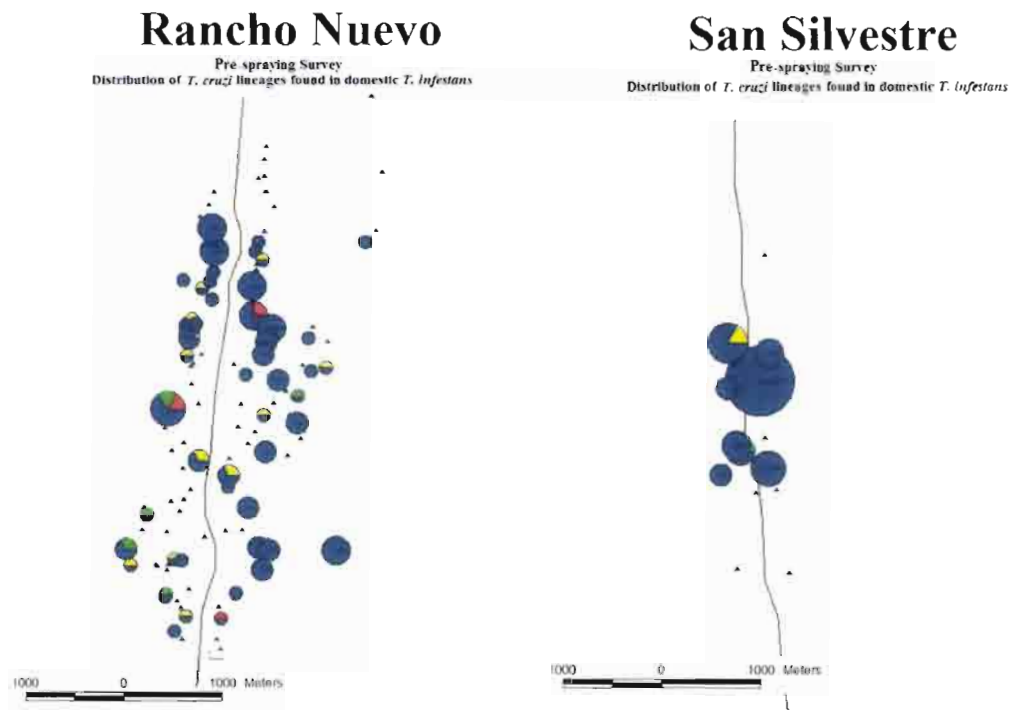 Rancho Nuevo
Pre-spraying Survey
Distribution of T. cruzi lineages found in domestic T. infestans
1000 0 1000 Meters
San Silvestre
Pre-spraying Survey
Distribution of T. cruzi lineages found in domestic T. infestans
1000 0 1000 Meters